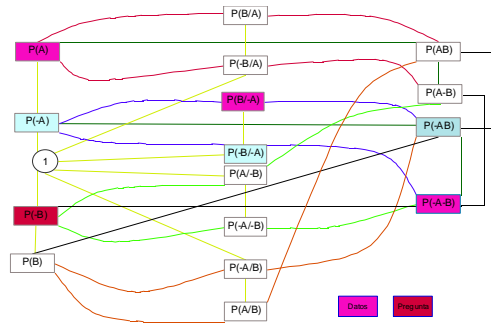 P(B/A)
P(A)
P(AB)
P(-B/A)
P(A-B)
P(B/-A)
P(-A)
P(-AB)
P(-B/-A)
1
P(A/-B)
P(-A-B)
P(-B)
P(-A/-B)
P(B)
P(-A/B)
P(A/B)
Datos
Pregunta